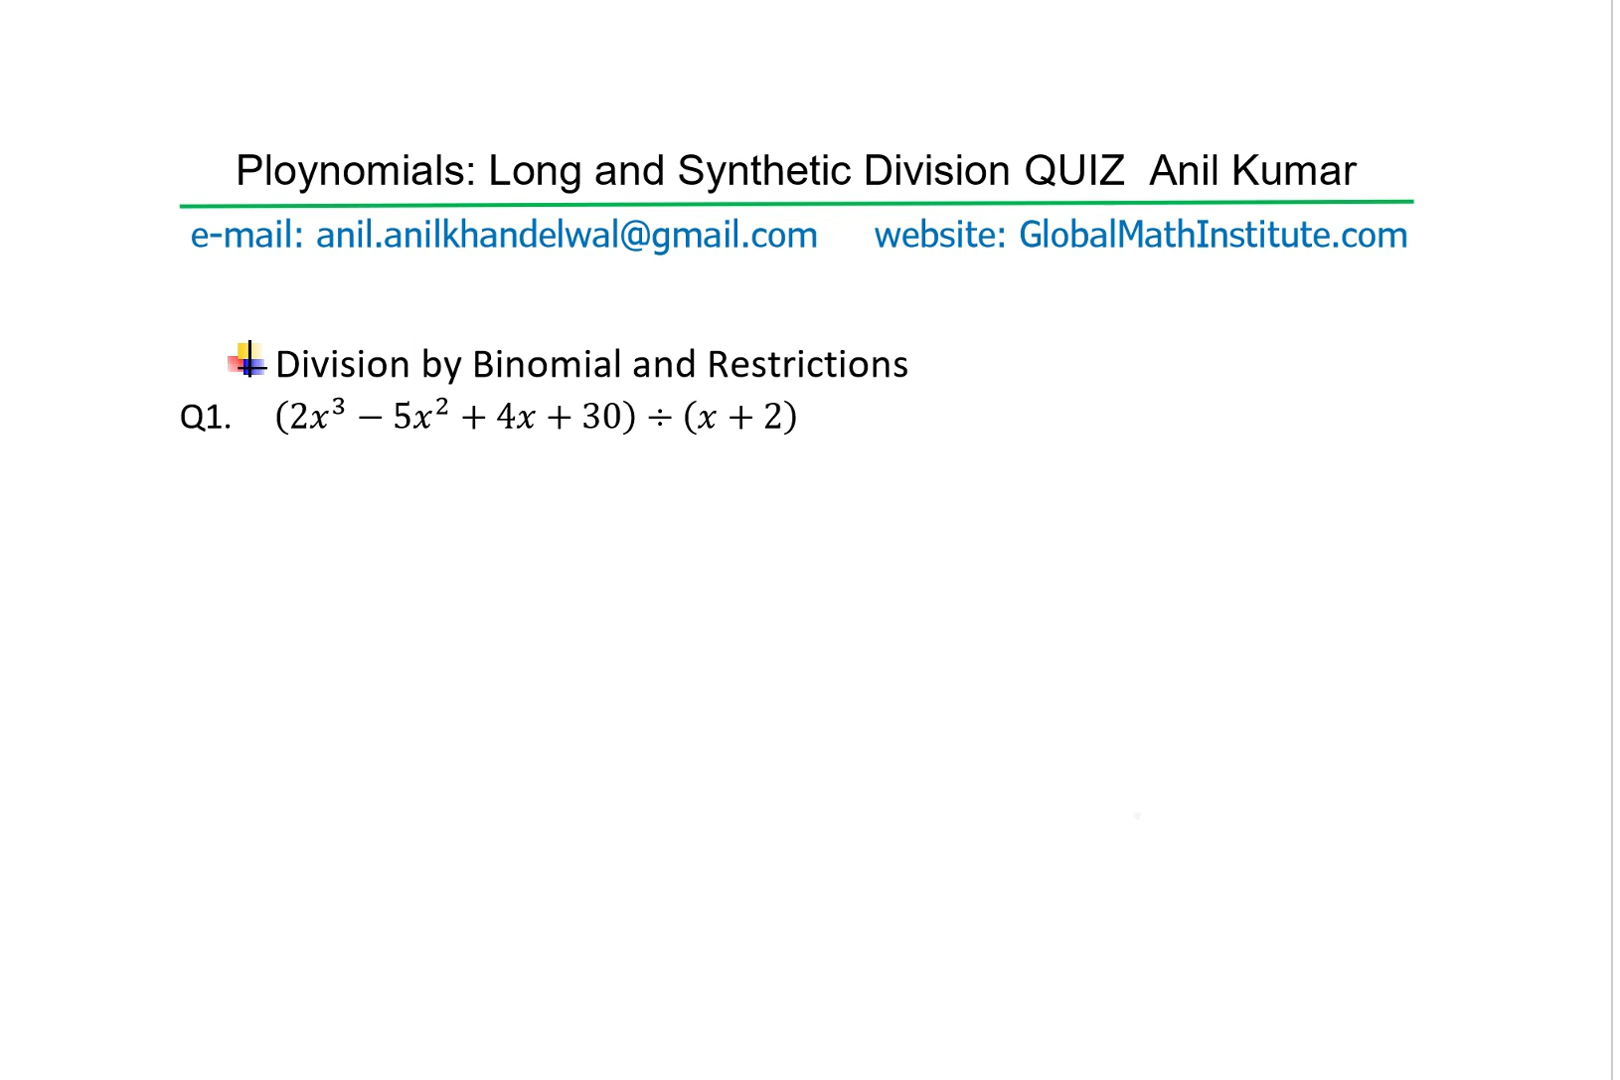 Ploynomials: Long and Synthetic Division QUIZ  Anil Kumar
e-mail: anil.anilkhandelwal@gmail.com website: GlobalMathInstitute.com
Division by Binomial and Restrictions
Q1. (2x³ − 5x² + 4x + 30) ÷ (x + 2)